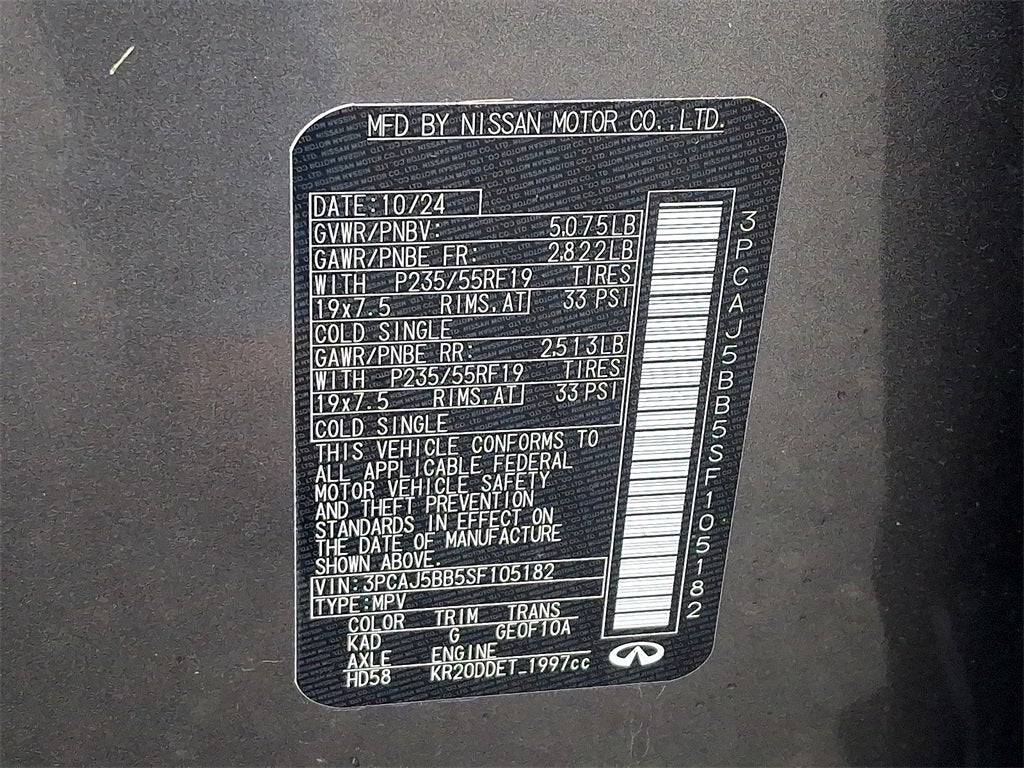 MFD BY NISSAN MOTOR CO.,LTD.
DATE:10/24
GVWR/PNBV: 5,075LB
GAWR/PNBE FR: 2,822LB
WITH P235/55RF19 TIRES
19x7.5 RIMS,AT 33 PSI
COLD SINGLE
GAWR/PNBE RR: 2,513LB
WITH P235/55RF19 TIRES
19x7.5 RIMS,AT 33 PSI
COLD SINGLE
THIS VEHICLE CONFORMS TO
ALL APPLICABLE FEDERAL
MOTOR VEHICLE SAFETY
AND THEFT PREVENTION
STANDARDS IN EFFECT ON
THE DATE OF MANUFACTURE
SHOWN ABOVE.
VIN:3PCAJ5BB5SF105182
TYPE:MPV
COLOR TRIM TRANS
KAD G GE0F10A
AXLE ENGINE
HD58 KR20DDET_1997cc
3PCAJ5BB5SF105182